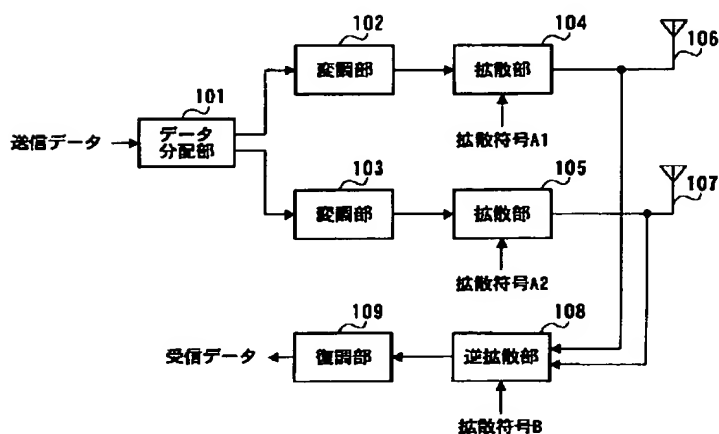 102
104
106
変調部
拡散部
101
送信データ
データ
分配部
拡散符号A1
103
105
107
変調部
拡散部
拡散符号A2
109
108
受信データ
復調部
逆拡散部
拡散符号B